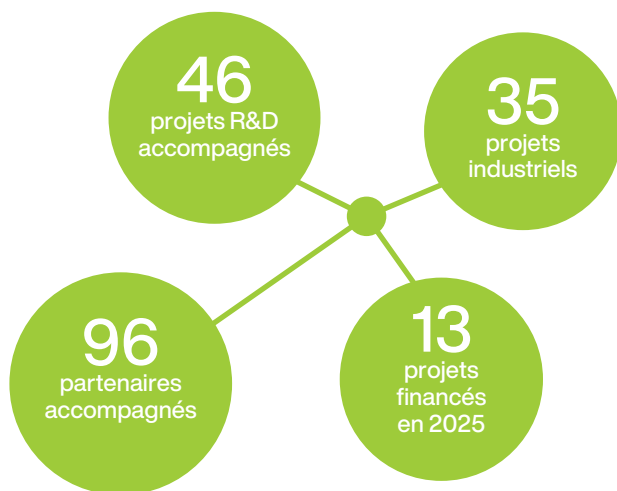 46
projets R&D
accompagnés
35
projets
industriels
96
partenaires
accompagnés
13
projets
financés
en 2025